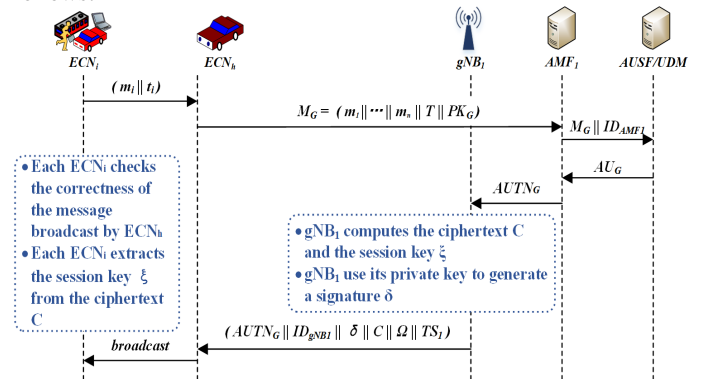 ECNi ECNh gNB1 AMF1 AUSF/UDM
( mi || ti )
MG = ( m1 || ··· || mn || T || PKG )
MG || IDAMF1
AUG
AUTNG
• Each ECNi checks
the correctness of
the message
broadcast by ECNh
• Each ECNi extracts
the session key ξ
from the ciphertext
C
• gNB1 computes the ciphertext C
and the session key ξ
• gNB1 use its private key to generate
a signature δ
( AUTNG || IDgNB1 || δ || C || Ω || TS1 )
broadcast